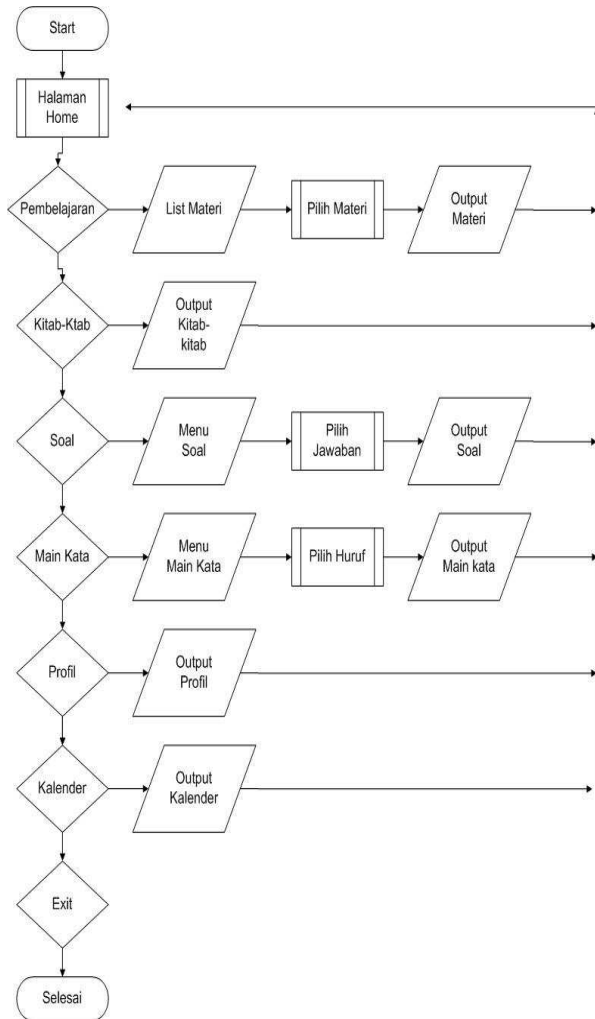 Start
Halaman
Home
Pembelajaran
List Materi
Pilih Materi
Output
Materi
Kitab-Ktab
Output
Kitab-
kitab
Soal
Menu
Soal
Pilih
Jawaban
Output
Soal
Main Kata
Menu
Main Kata
Pilih Huruf
Output
Main kata
Profil
Output
Profil
Kalender
Output
Kalender
Exit
Selesai